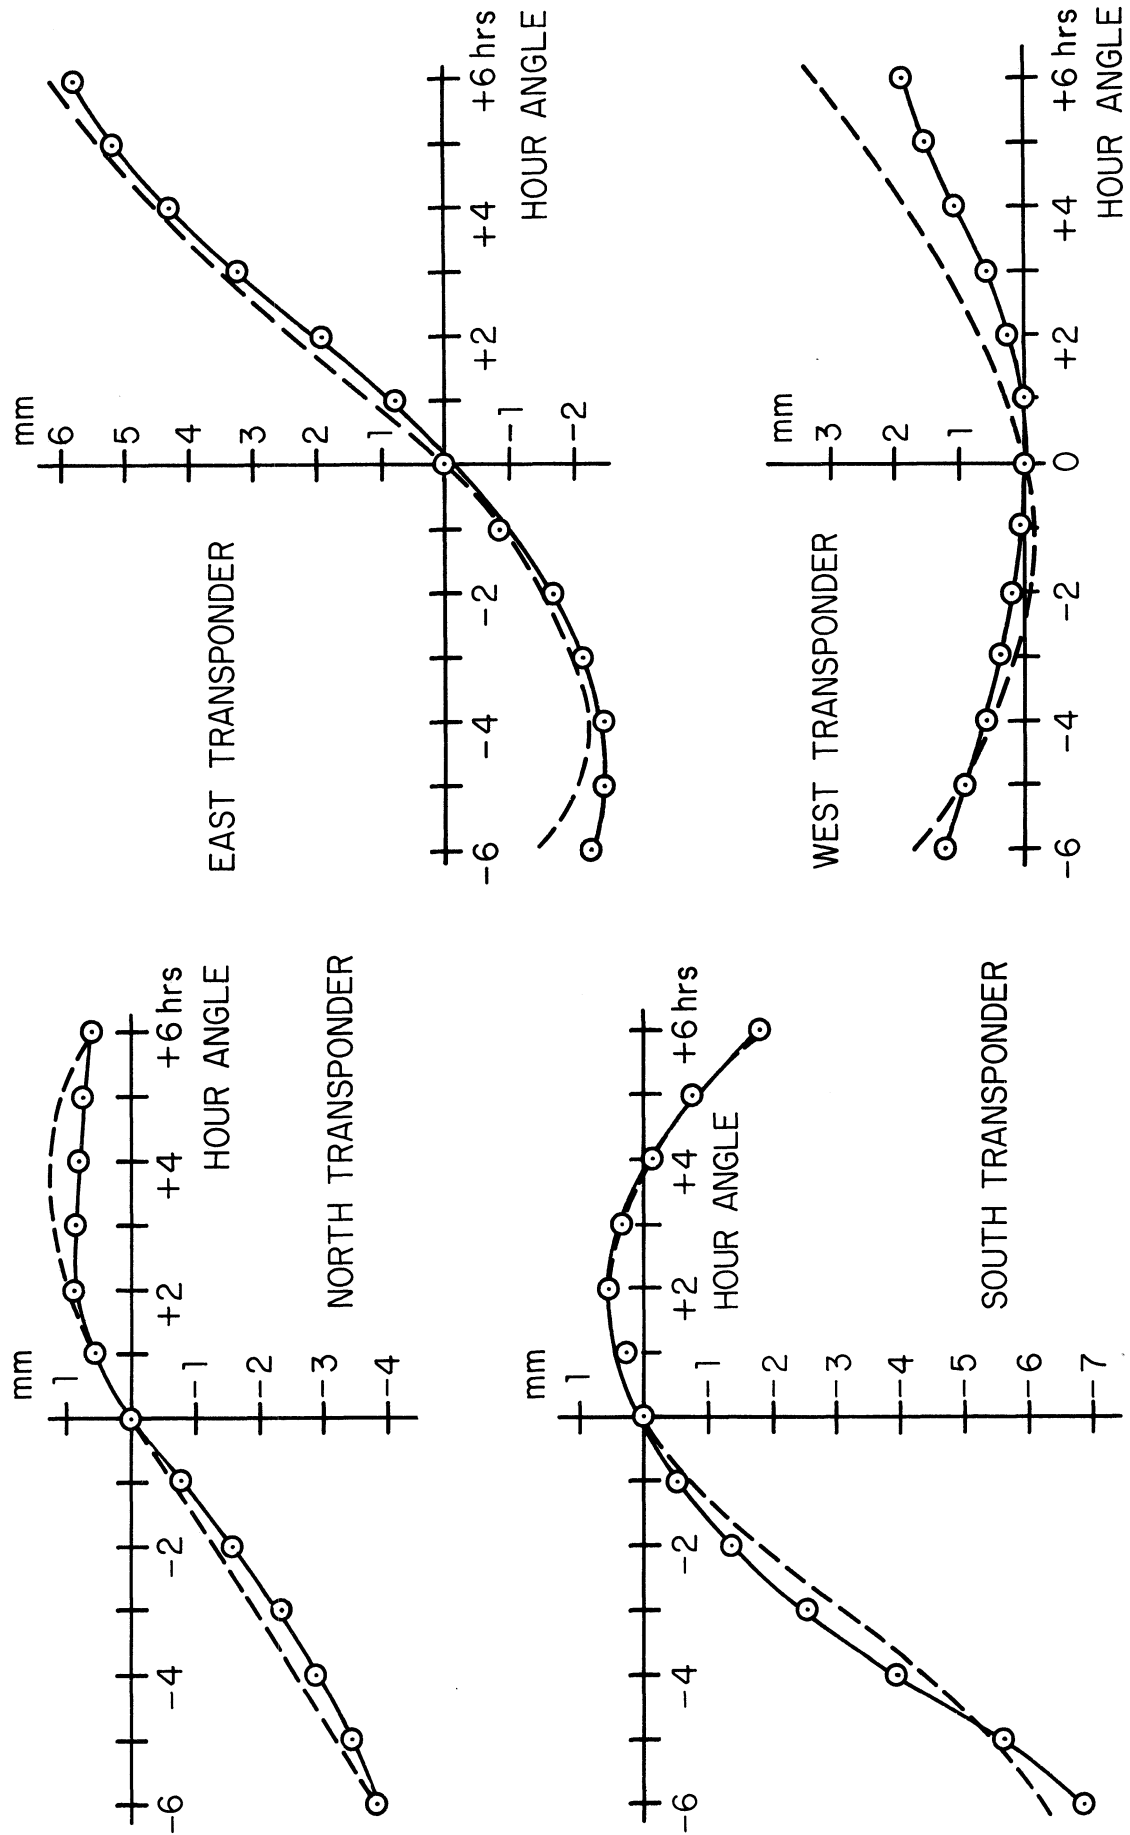 mm
1
-1
-2
-3
-4
-6
-4
-2
+2
+4
+6 hrs
HOUR ANGLE
NORTH TRANSPONDER
mm
6
5
4
3
2
1
-1
-2
-6
-4
-2
+2
+4
+6 hrs
HOUR ANGLE
EAST TRANSPONDER
mm
1
-1
-2
-3
-4
-5
-6
-7
-6
-4
-2
+2
+4
+6 hrs
HOUR ANGLE
SOUTH TRANSPONDER
mm
3
2
1
-6
-4
-2
0
+2
+4
+6 hrs
HOUR ANGLE
WEST TRANSPONDER